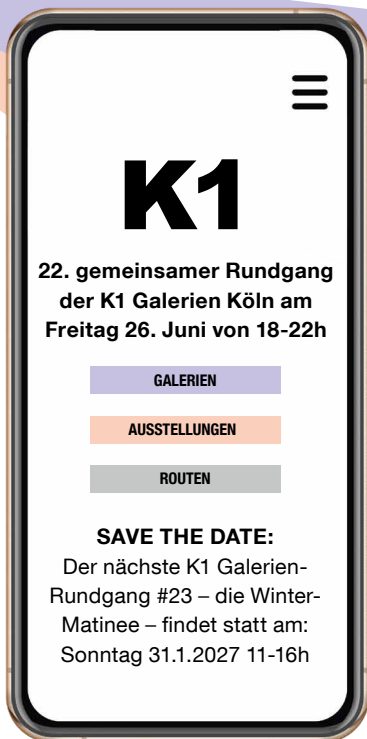 K1
22. gemeinsamer Rundgang
der K1 Galerien Köln am
Freitag 26. Juni von 18-22h
GALERIEN
AUSSTELLUNGEN
ROUTEN
SAVE THE DATE:
Der nächste K1 Galerien-
Rundgang #23 – die Winter-
Matinee – findet statt am:
Sonntag 31.1.2027 11-16h